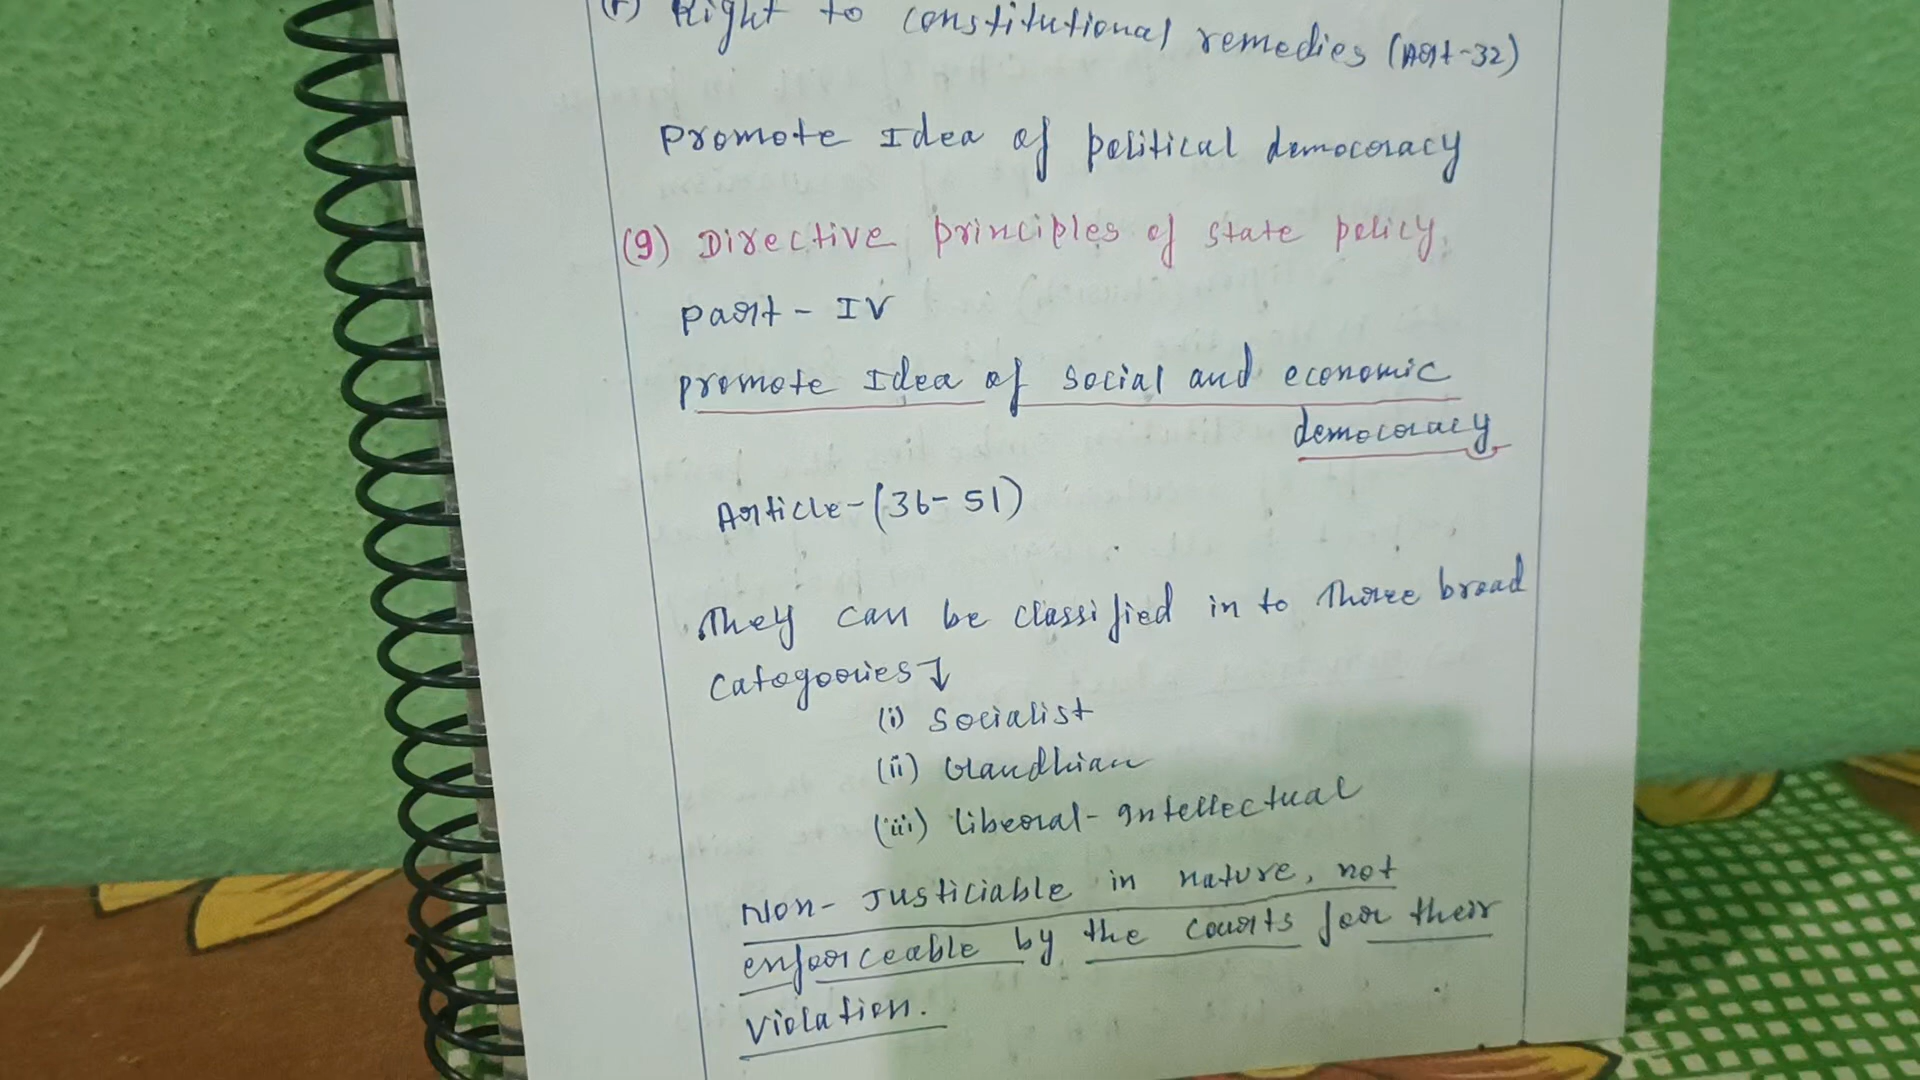 Right to constitutional remedies (Art-32)
promote Idea of political democracy
(9) Directive principles of state policy
part - IV
promote Idea of social and economic
democracy
Article-(36-51)
They can be classified in to three broad
categories ↓
(i) Socialist
(ii) Gandhian
(iii) liberal-Intellectual
Non-Justiciable in nature, not
enforceable by the courts for their
violation.